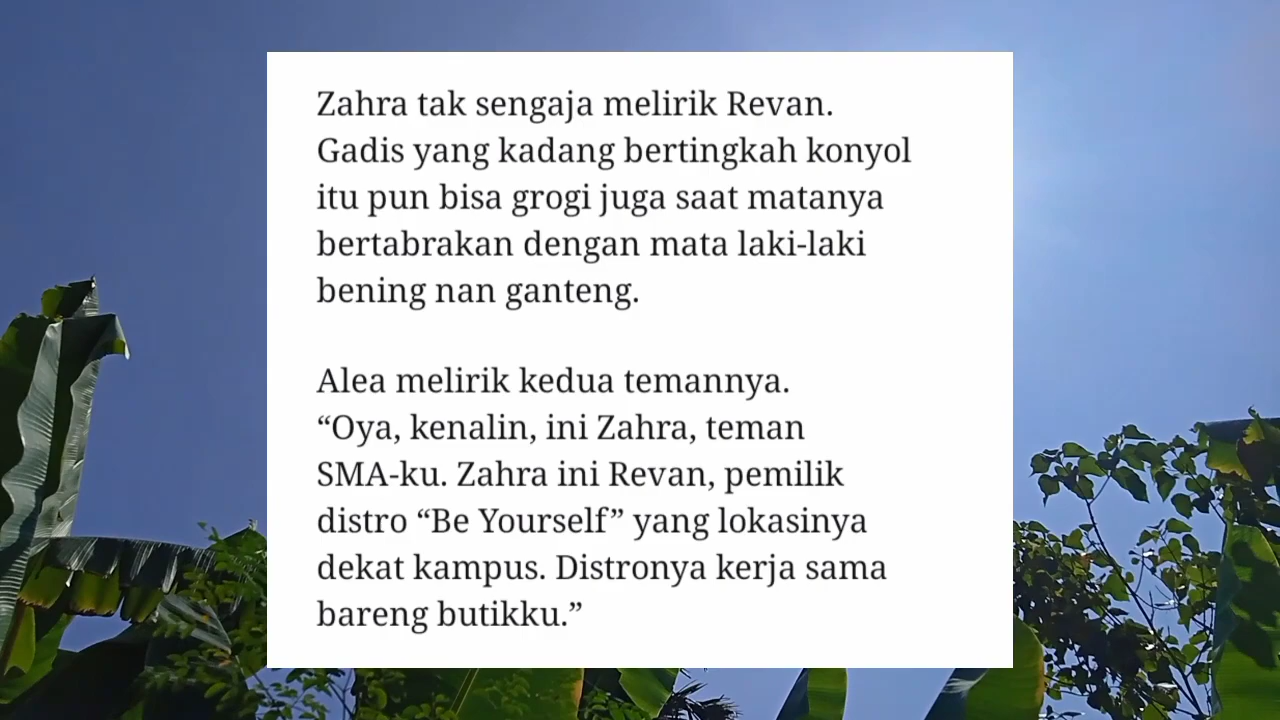 Zahra tak sengaja melirik Revan.
Gadis yang kadang bertingkah konyol
itu pun bisa grogi juga saat matanya
bertabrakan dengan mata laki-laki
bening nan ganteng.
Alea melirik kedua temannya.
“Oya, kenalin, ini Zahra, teman
SMA-ku. Zahra ini Revan, pemilik
distro “Be Yourself” yang lokasinya
dekat kampus. Distronya kerja sama
bareng butikku.”